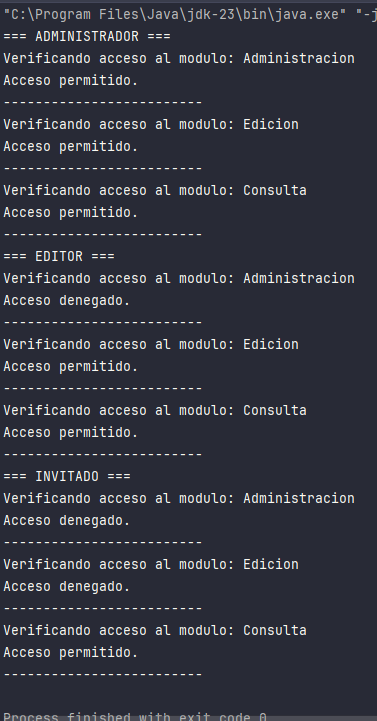 "C:\Program Files\Java\jdk-23\bin\java.exe" "-j
=== ADMINISTRADOR ===
Verificando acceso al modulo: Administracion
Acceso permitido.
-------------------------
Verificando acceso al modulo: Edicion
Acceso permitido.
-------------------------
Verificando acceso al modulo: Consulta
Acceso permitido.
-------------------------
=== EDITOR ===
Verificando acceso al modulo: Administracion
Acceso denegado.
-------------------------
Verificando acceso al modulo: Edicion
Acceso permitido.
-------------------------
Verificando acceso al modulo: Consulta
Acceso permitido.
-------------------------
=== INVITADO ===
Verificando acceso al modulo: Administracion
Acceso denegado.
-------------------------
Verificando acceso al modulo: Edicion
Acceso denegado.
-------------------------
Verificando acceso al modulo: Consulta
Acceso permitido.
-------------------------
Process finished with exit code 0